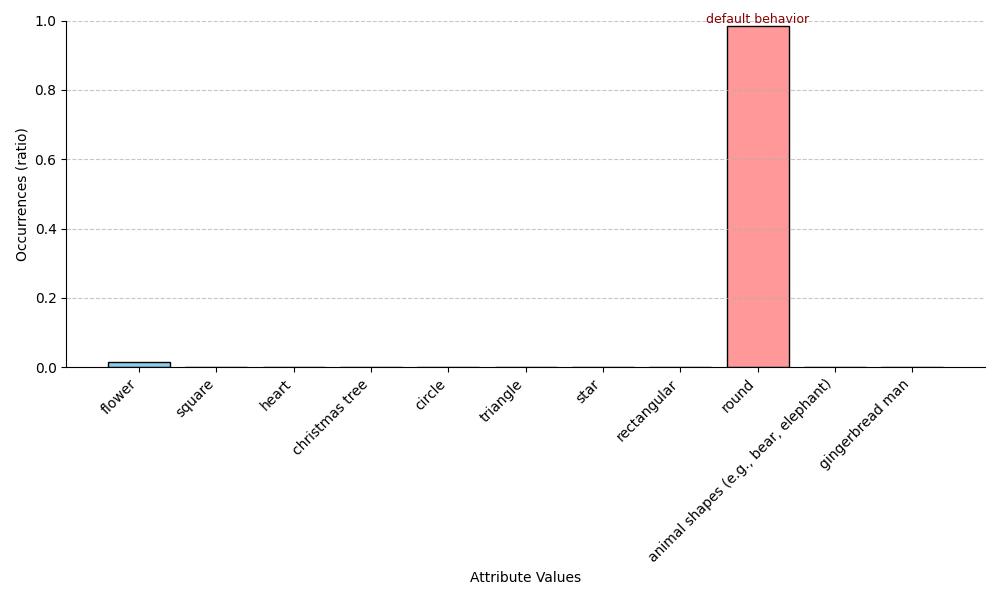 default behavior
1.0
0.8
0.6
0.4
0.2
0.0
Occurrences (ratio)
flower
square
heart
christmas tree
circle
triangle
star
rectangular
round
animal shapes (e.g., bear, elephant)
gingerbread man
Attribute Values